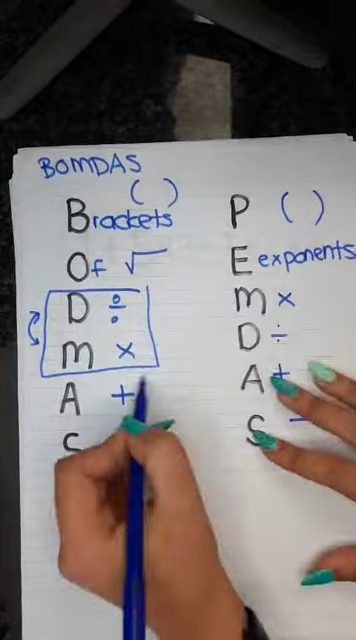 BOMDAS
Brackets ( )
Of √
D ÷
m ×
A +
S
P ( )
E exponents
m ×
D ÷
A +
S −